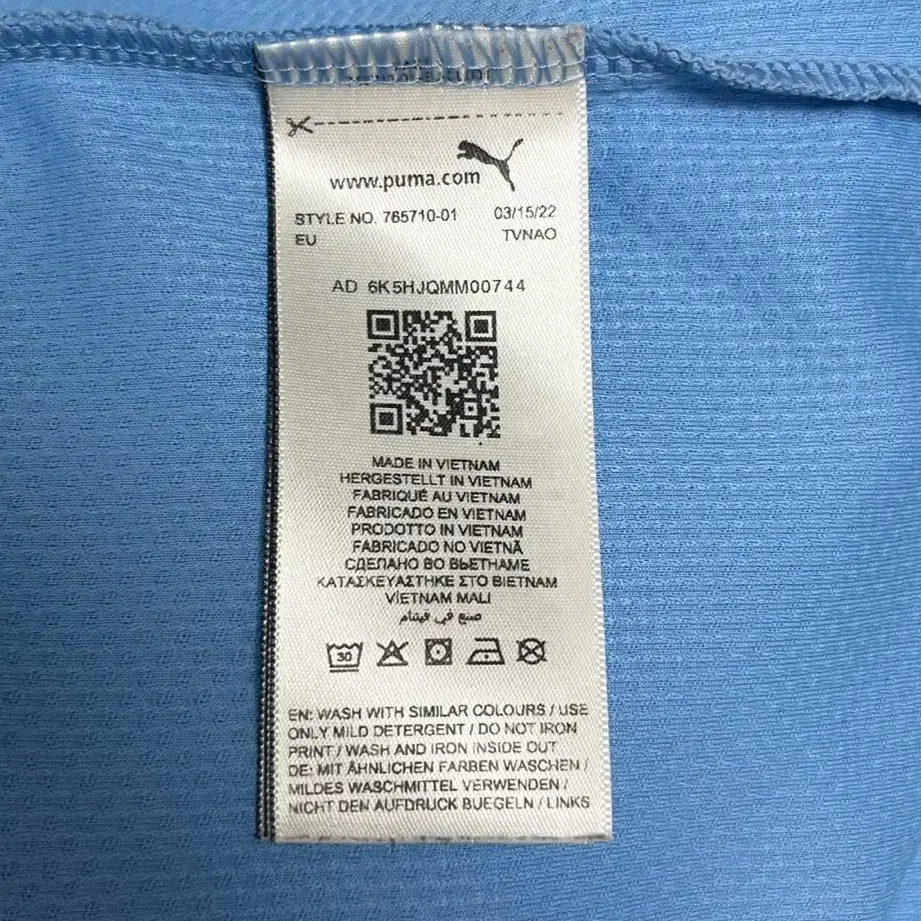 www.puma.com
STYLE NO. 765710-01 03/15/22
EU TVNAO
AD 6K5HJQMM00744
MADE IN VIETNAM
HERGESTELLT IN VIETNAM
FABRIQUÉ AU VIETNAM
FABRICADO EN VIETNAM
PRODOTTO IN VIETNAM
FABRICADO NO VIETNÃ
СДЕЛАНО ВО ВЬЕТНАМЕ
ΚΑΤΑΣΚΕΥΑΣΤΗΚΕ ΣΤΟ ΒΙΕΤΝΑΜ
VİETNAM MALI
صنع في فيتنام
30
EN: WASH WITH SIMILAR COLOURS / USE
ONLY MILD DETERGENT / DO NOT IRON
PRINT / WASH AND IRON INSIDE OUT
DE: MIT ÄHNLICHEN FARBEN WASCHEN /
MILDES WASCHMITTEL VERWENDEN /
NICHT DEN AUFDRUCK BUEGELN / LINKS